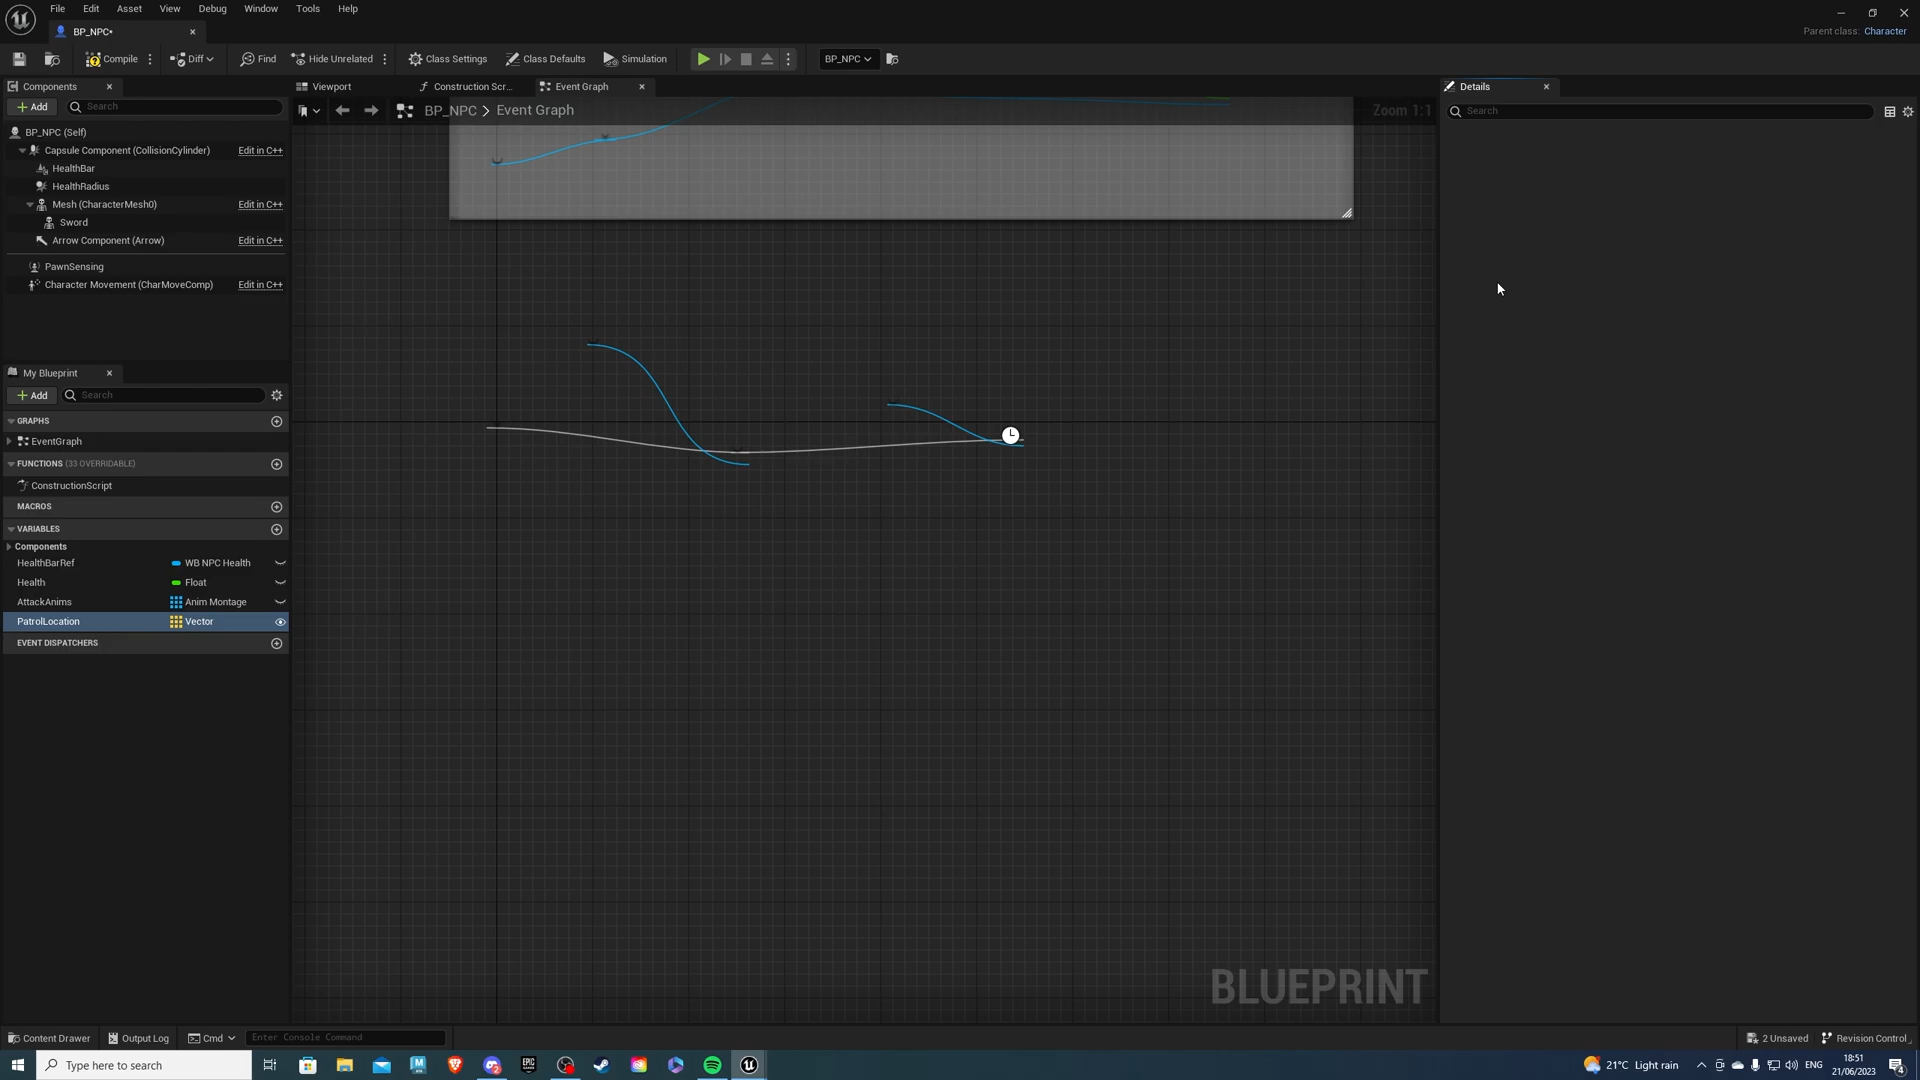 File Edit Asset View Window Debug Tools Help
BP_NPC•
Parent class: Character
Compile Diff Find Hide Unrelated Class Settings Class Defaults Simulation BP_NPC
Components
Viewport Construction Scr... Event Graph
Details
Add Search
BP_NPC > Event Graph
Zoom 1:1
Search
BP_NPC (Self)
Capsule Component (CollisionCylinder) Edit in C++
HealthBar
HealthRadius
Mesh (CharacterMesh0) Edit in C++
Sword
Arrow Component (Arrow) Edit in C++
PawnSensing
Character Movement (CharMoveComp) Edit in C++
My Blueprint
Add Search
GRAPHS
EventGraph
FUNCTIONS (33 OVERRIDABLE)
ConstructionScript
MACROS
VARIABLES
Components
HealthBarRef WB NPC Health
Health Float
AttackAnims Anim Montage
PatrolLocation Vector
EVENT DISPATCHERS
BLUEPRINT
Content Drawer Output Log Cmd Enter Console Command 2 Unsaved Revision Control
Type here to search
21°C Light rain
ENG
18:51
21/06/2023